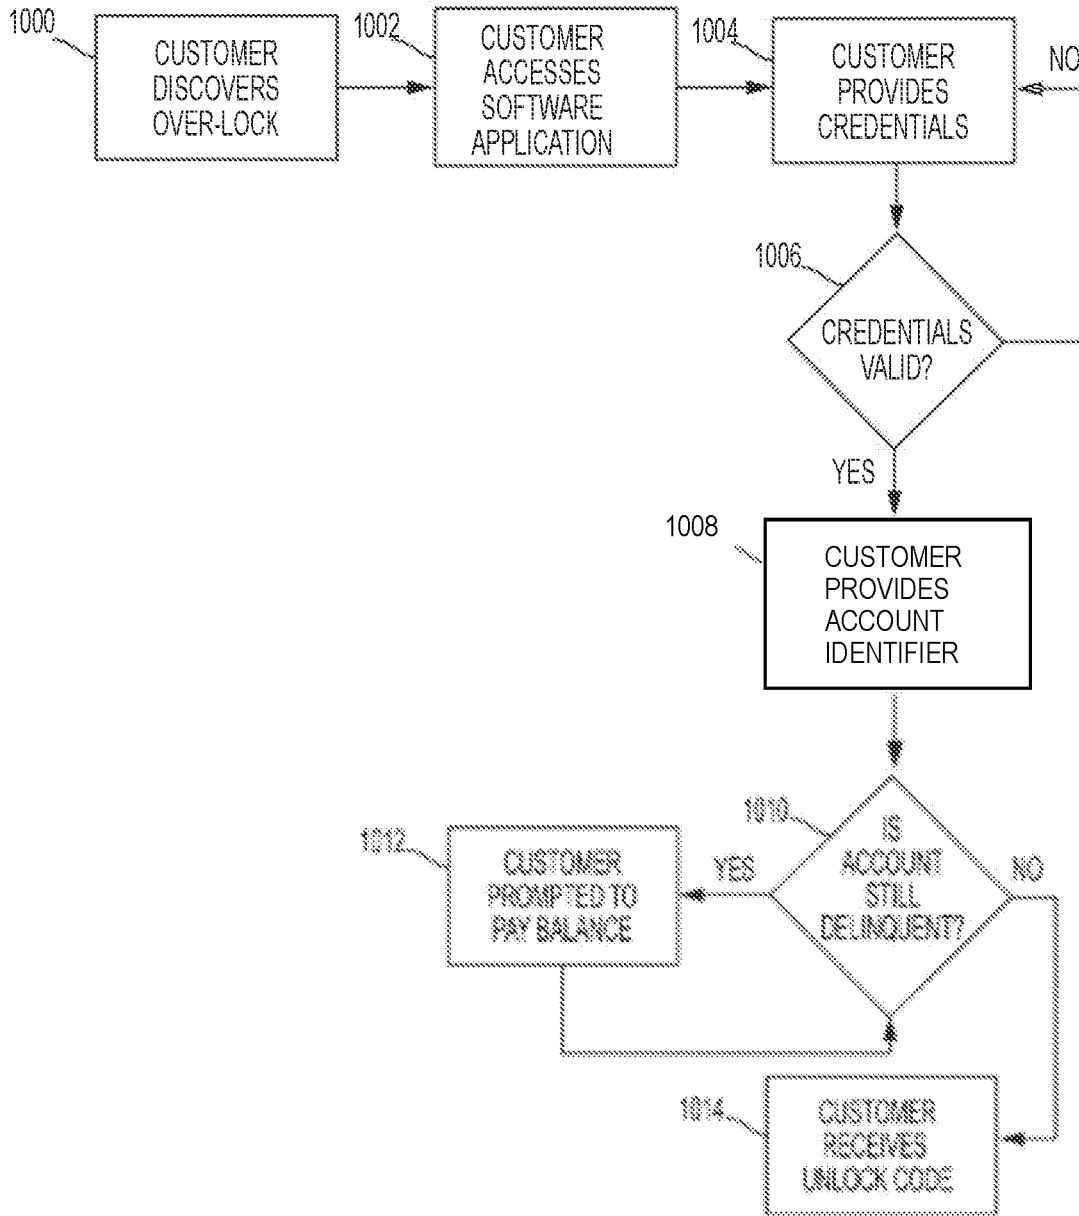 1000
CUSTOMER
DISCOVERS
OVER-LOCK
1002
CUSTOMER
ACCESSES
SOFTWARE
APPLICATION
1004
CUSTOMER
PROVIDES
CREDENTIALS
NO
1006
CREDENTIALS
VALID?
YES
1008
CUSTOMER
PROVIDES
ACCOUNT
IDENTIFIER
1010
IS
ACCOUNT
STILL
DELINQUENT?
YES
NO
1012
CUSTOMER
PROMPTED TO
PAY BALANCE
1014
CUSTOMER
RECEIVES
UNLOCK CODE